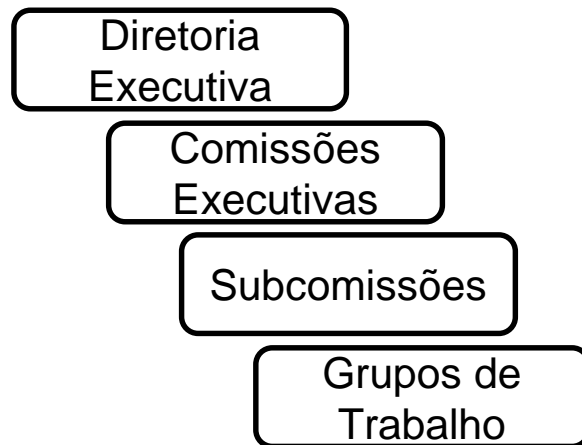 Diretoria
Executiva
Comissões
Executivas
Subcomissões
Grupos de
Trabalho